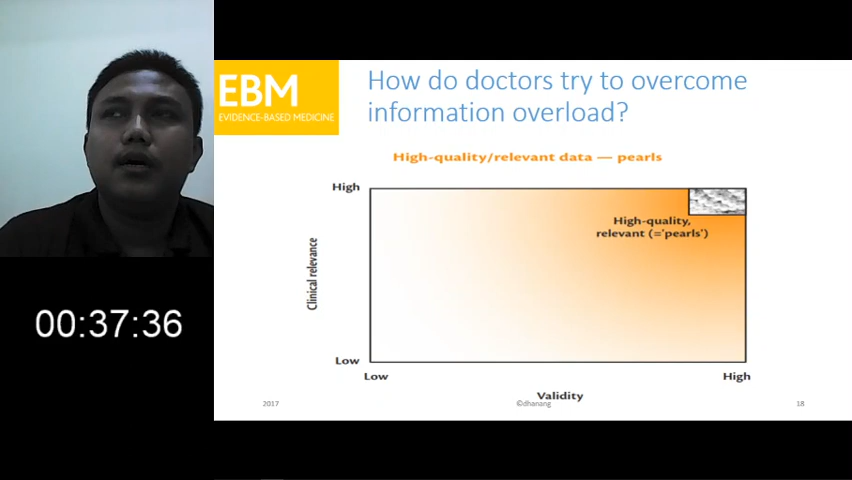 EBM
EVIDENCE-BASED MEDICINE
How do doctors try to overcome
information overload?
High-quality/relevant data — pearls
High
High-quality,
relevant (='pearls')
Clinical relevance
Low
Low
High
Validity
2017
©dhanang
18
00:37:36